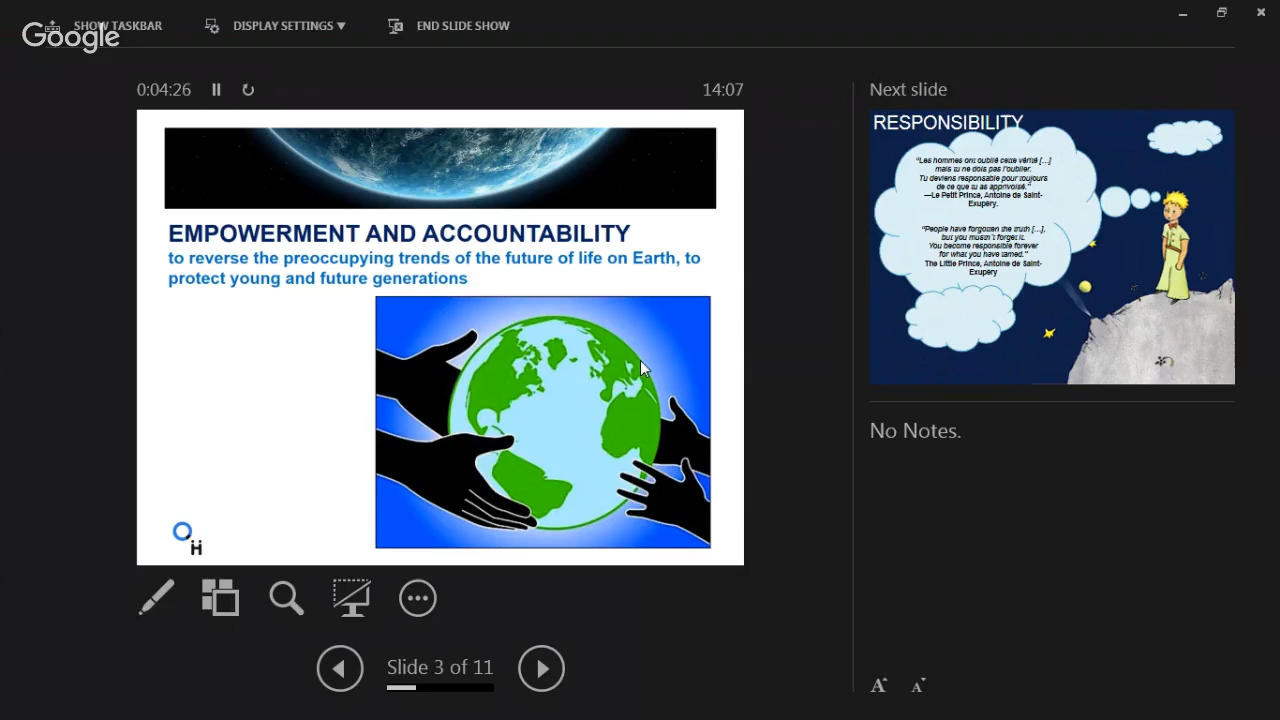 SHOW TASKBAR
DISPLAY SETTINGS
END SLIDE SHOW
Google
0:04:26
14:07
Next slide
EMPOWERMENT AND ACCOUNTABILITY
to reverse the preoccupying trends of the future of life on Earth, to
protect young and future generations
H
RESPONSIBILITY
“Les hommes ont oublié cette vérité [...]
mais tu ne dois pas l'oublier.
Tu deviens responsable pour toujours
de ce que tu as apprivoisé.”
—Le Petit Prince, Antoine de Saint-
Exupéry.
“People have forgotten the truth [...],
but you mustn't forget it.
You become responsible forever
for what you have tamed.”
The Little Prince, Antoine de Saint-
Exupéry
No Notes.
Slide 3 of 11
A A